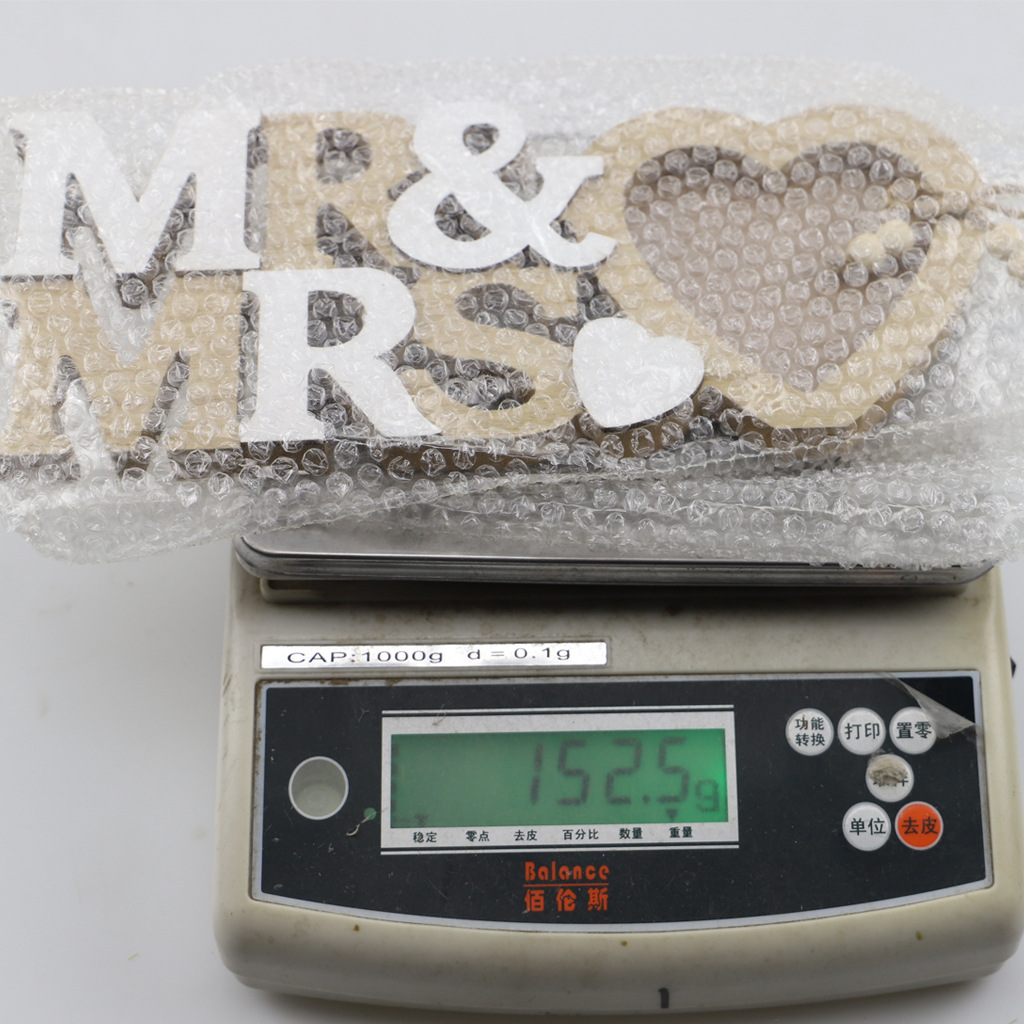 MR&
MRS
CAP:1000g d=0.1g
152.5g
稳定 零点 去皮 百分比 数量 重量
功能
转换
打印
置零
单位
去皮
Balance
佰伦斯
1